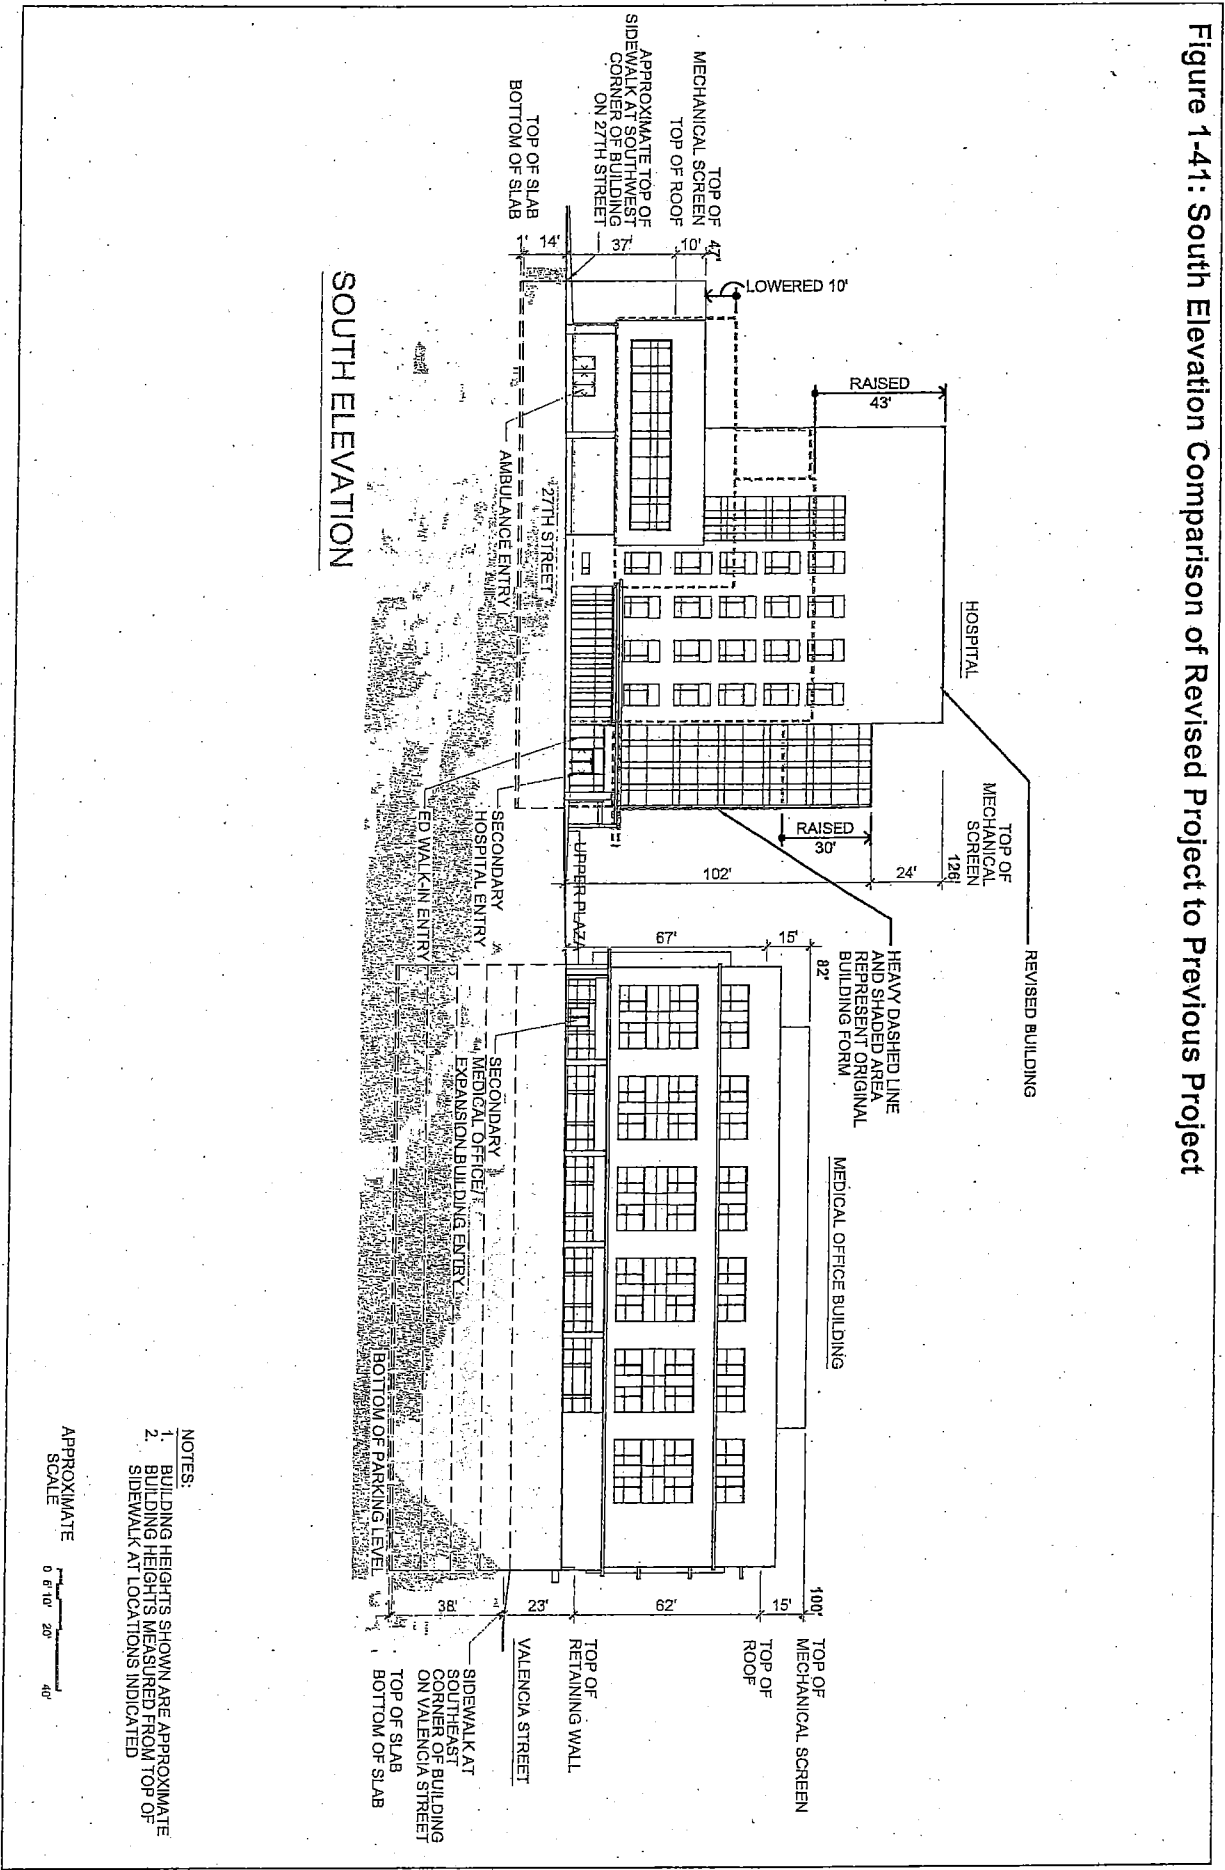 Figure 1-41: South Elevation Comparison of Revised Project to Previous Project
REVISED BUILDING
HOSPITAL
TOP OF
MECHANICAL
SCREEN
126'
24'
102'
RAISED
43'
RAISED
30'
LOWERED 10'
HEAVY DASHED LINE
AND SHADED AREA
REPRESENT ORIGINAL
BUILDING FORM
MEDICAL OFFICE BUILDING
TOP OF
MECHANICAL SCREEN
TOP OF ROOF
47'
10'
37'
14'
1'
APPROXIMATE TOP OF
SIDEWALK AT SOUTHWEST
CORNER OF BUILDING
ON 27TH STREET
TOP OF SLAB
BOTTOM OF SLAB
27TH STREET
AMBULANCE ENTRY
SECONDARY
HOSPITAL ENTRY
ED WALK-IN ENTRY
UPPER PLAZA
82'
15'
67'
SECONDARY
MEDICAL OFFICE/
EXPANSION BUILDING ENTRY
BOTTOM OF PARKING LEVEL
100'
15'
62'
23'
38'
TOP OF
MECHANICAL SCREEN
TOP OF
ROOF
TOP OF
RETAINING WALL
VALENCIA STREET
SIDEWALK AT
SOUTHEAST
CORNER OF BUILDING
ON VALENCIA STREET
TOP OF SLAB
BOTTOM OF SLAB
SOUTH ELEVATION
NOTES:
1. BUILDING HEIGHTS SHOWN ARE APPROXIMATE
2. BUILDING HEIGHTS MEASURED FROM TOP OF
SIDEWALK AT LOCATIONS INDICATED
APPROXIMATE
SCALE
0 10' 20' 40'